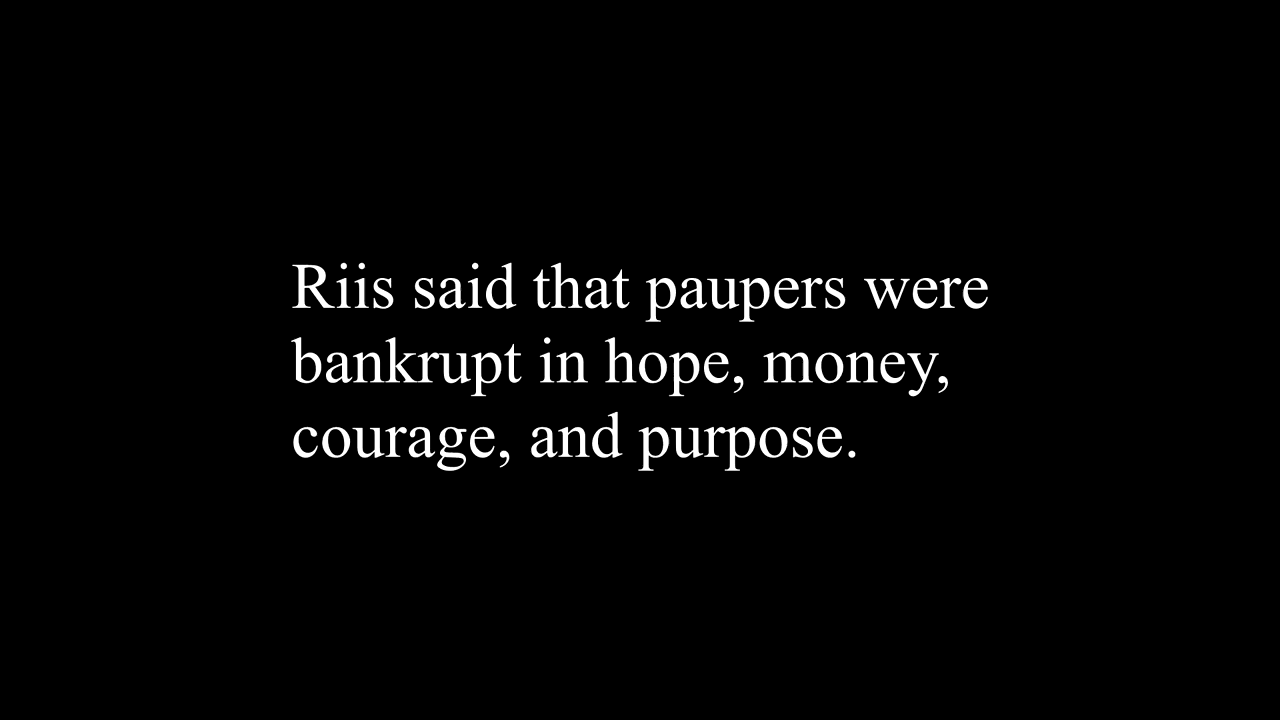 Riis said that paupers were
bankrupt in hope, money,
courage, and purpose.